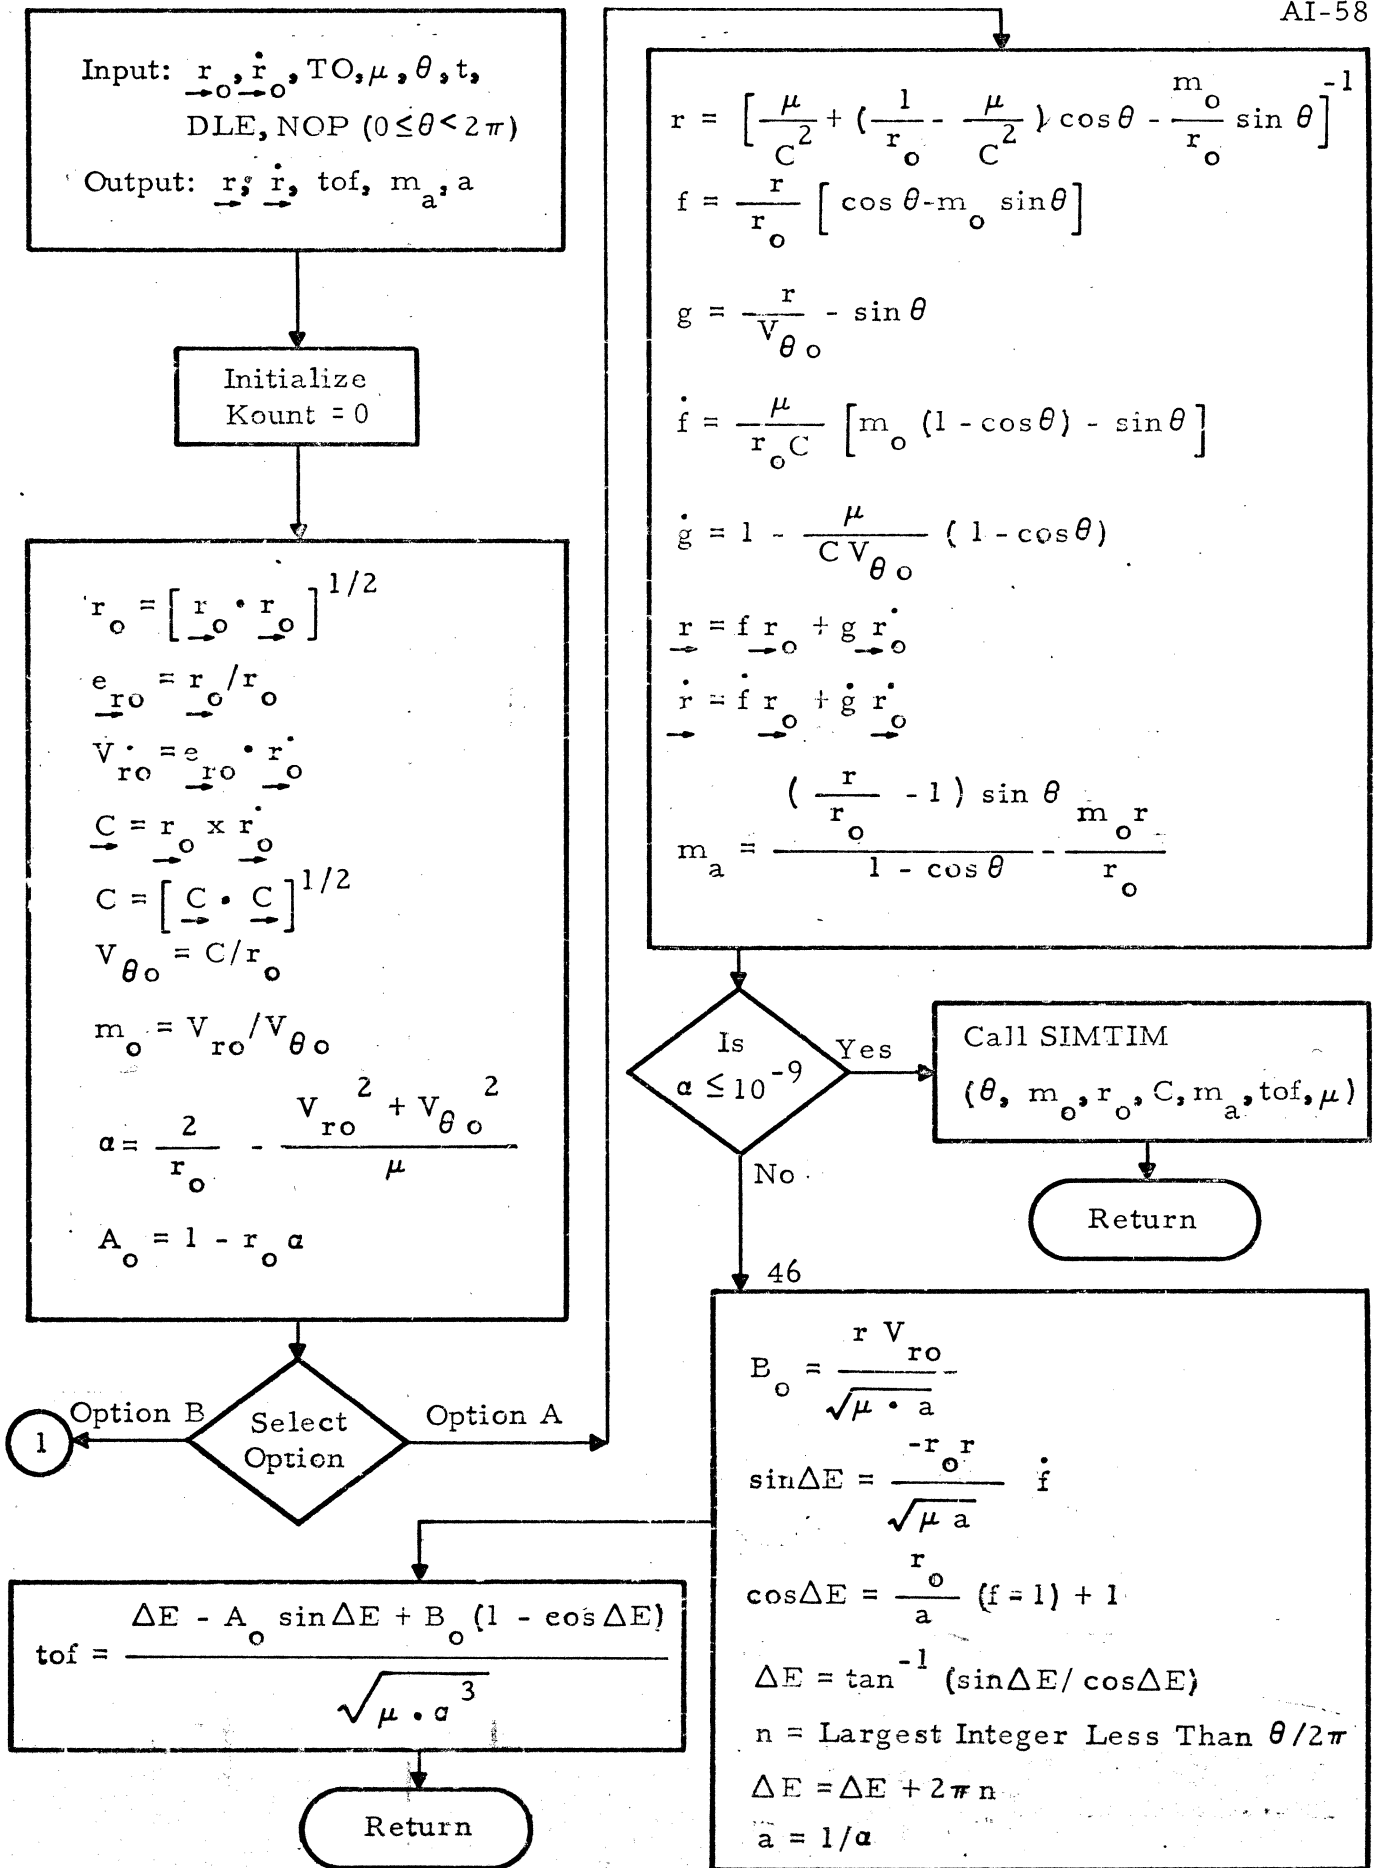 AI-58
Input: r_o, ṙ_o, TO, μ, θ, t,
DLE, NOP (0 ≤ θ < 2π)
Output: r, ṙ, tof, m_a, a
Initialize
Kount = 0
r_o = [r_o • r_o]^1/2
e_ro = r_o/r_o
V_ro = e_ro • ṙ_o
C = r_o x ṙ_o
C = [C • C]^1/2
V_θo = C/r_o
m_o = V_ro/V_θo
α = 2/r_o - (V_ro^2 + V_θo^2)/μ
A_o = 1 - r_o α
Select
Option
Option B
1
Option A
r = [μ/C^2 + (1/r_o - μ/C^2) cos θ - m_o/r_o sin θ]^-1
f = r/r_o [cos θ - m_o sin θ]
g = r/V_θo - sin θ
ḟ = μ/(r_o C) [m_o (1 - cos θ) - sin θ]
ġ = 1 - μ/(C V_θo) (1 - cos θ)
r = f r_o + g ṙ_o
ṙ = ḟ r_o + ġ ṙ_o
m_a = (r/r_o - 1) sin θ/(1 - cos θ) - m_o r/r_o
Is
α ≤ 10^-9
Yes
Call SIMTIM
(θ, m_o, r_o, C, m_a, tof, μ)
Return
No
46
B_o = r V_ro/√(μ • a)
sinΔE = -r_o r/√(μ a) ḟ
cosΔE = r_o/a (f - 1) + 1
ΔE = tan^-1 (sinΔE/cosΔE)
n = Largest Integer Less Than θ/2π
ΔE = ΔE + 2π n
a = 1/α
tof = (ΔE - A_o sinΔE + B_o (1 - cosΔE))/√(μ • α^3)
Return